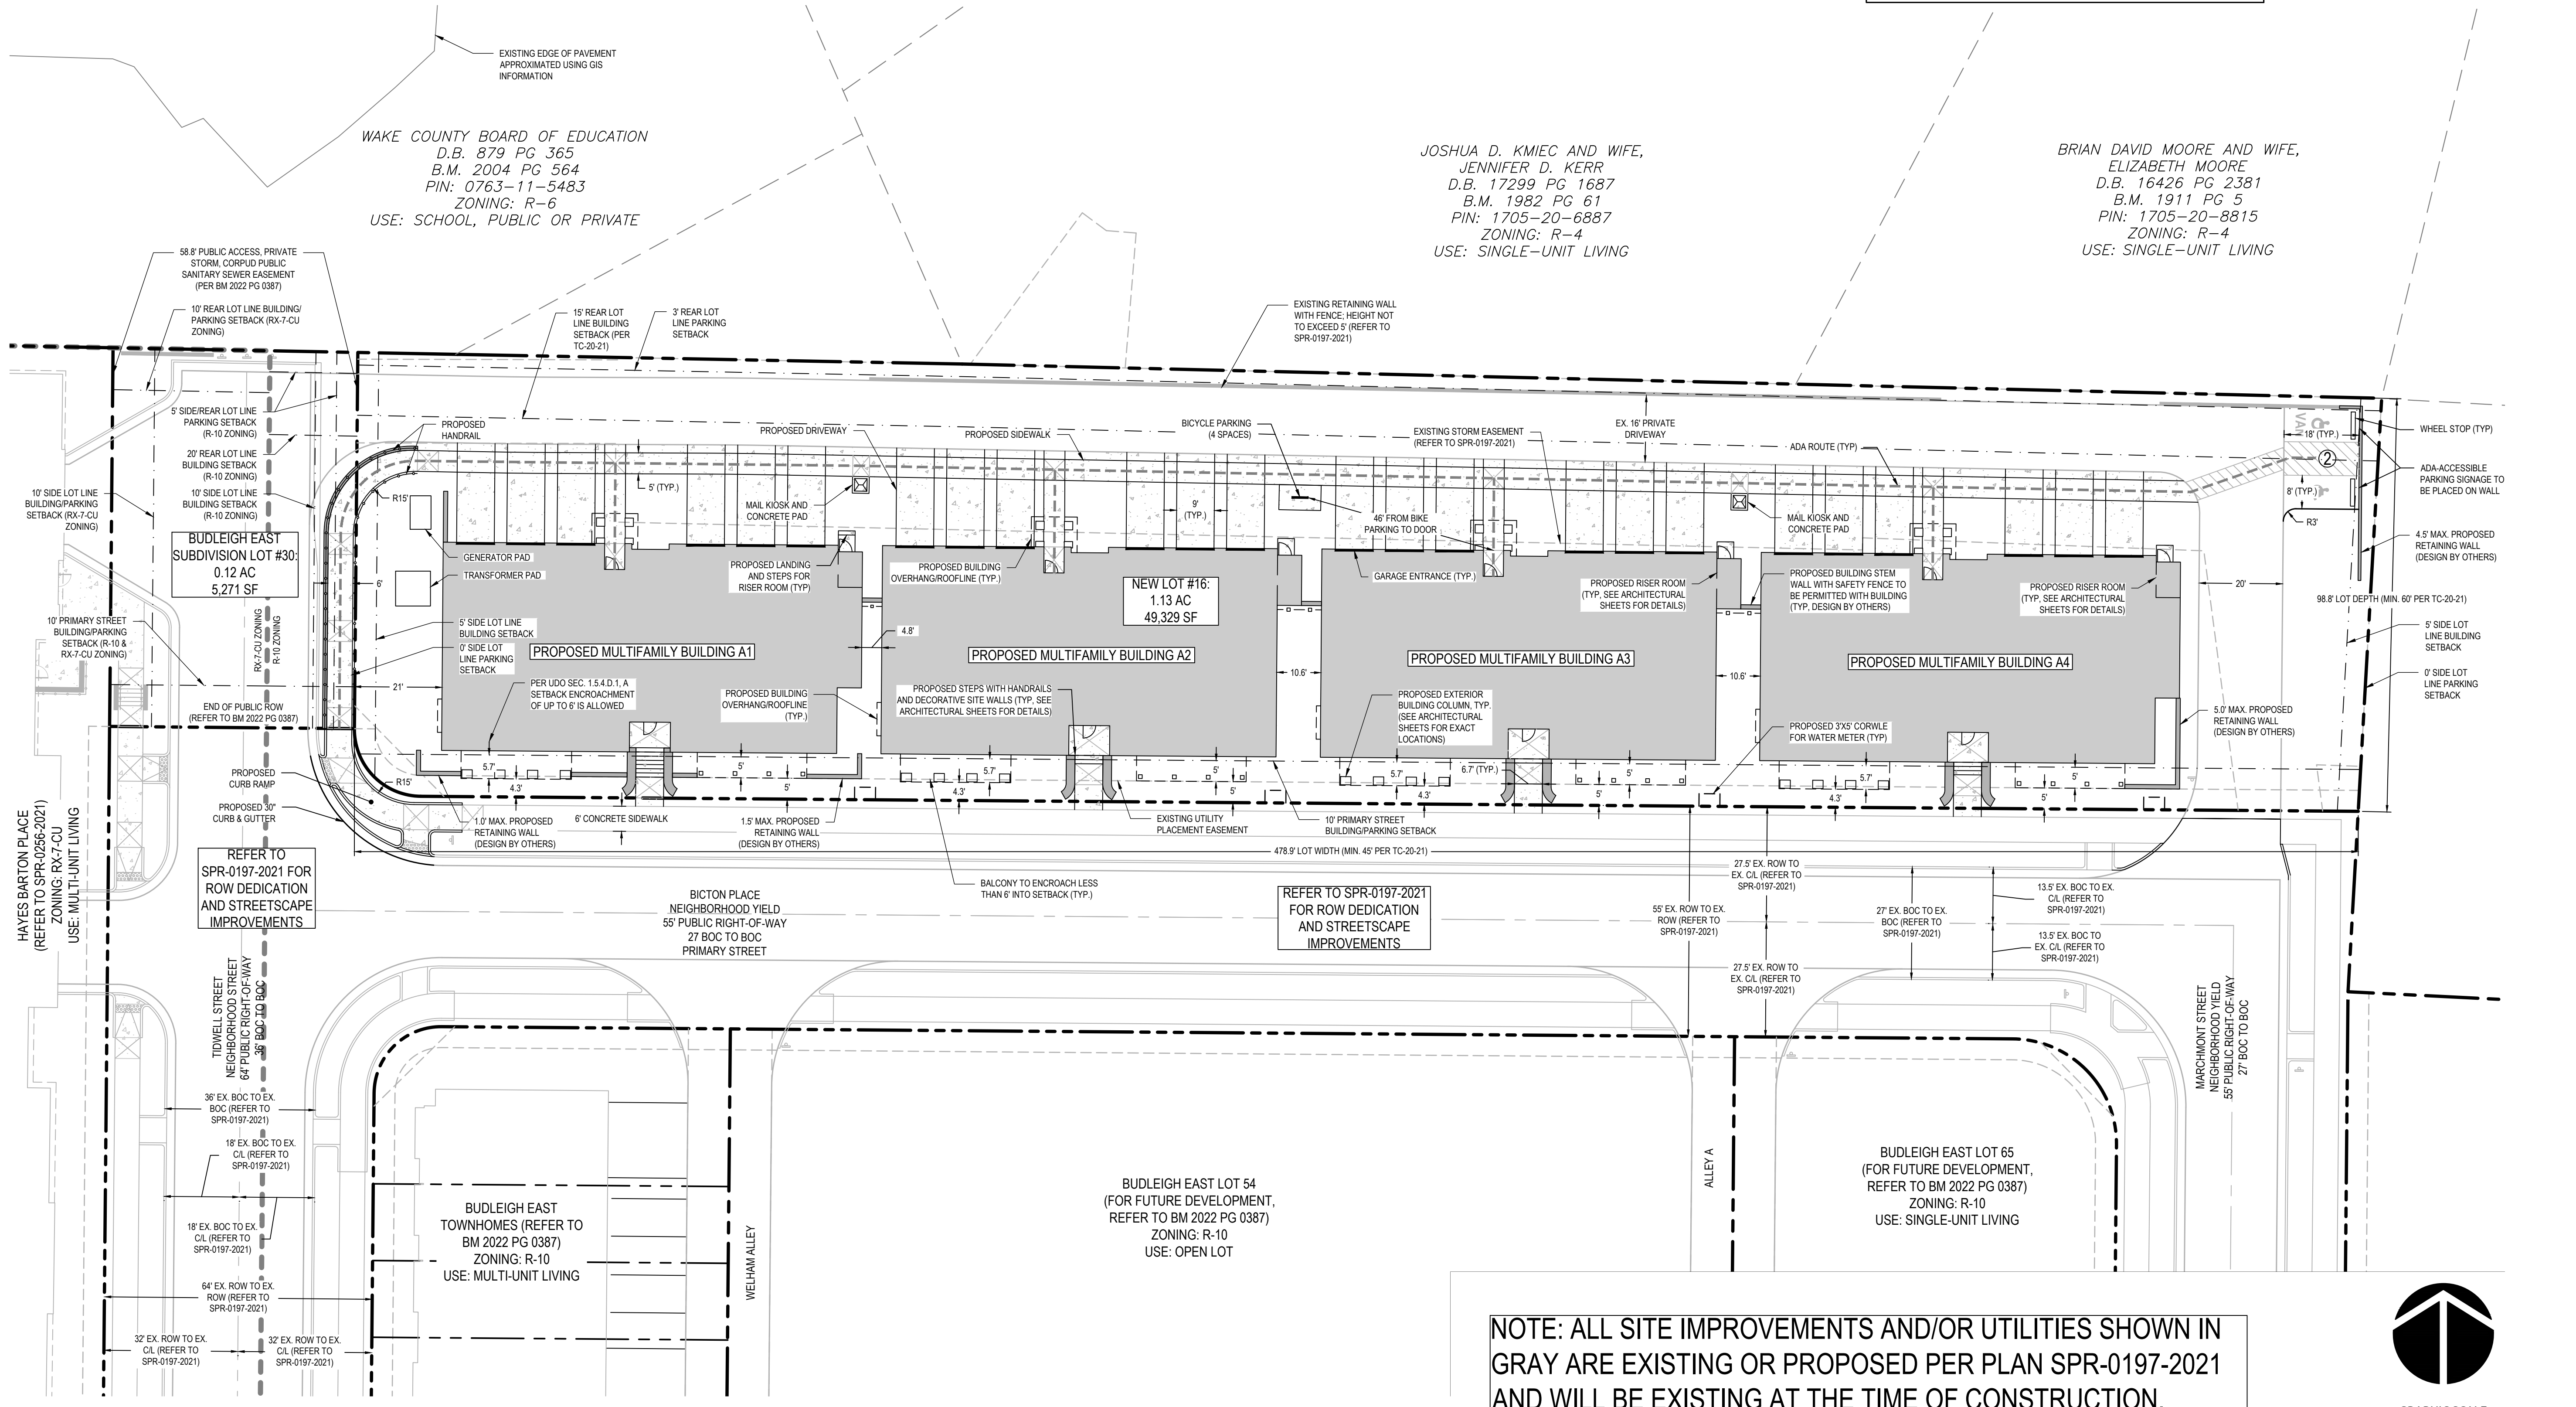 EXISTING EDGE OF PAVEMENT
APPROXIMATED USING GIS
INFORMATION
WAKE COUNTY BOARD OF EDUCATION
D.B. 879 PG 365
B.M. 2004 PG 564
PIN: 0763-11-5483
ZONING: R-6
USE: SCHOOL, PUBLIC OR PRIVATE
JOSHUA D. KMIEC AND WIFE,
JENNIFER D. KERR
D.B. 17299 PG 1687
B.M. 1982 PG 61
PIN: 1705-20-6887
ZONING: R-4
USE: SINGLE-UNIT LIVING
BRIAN DAVID MOORE AND WIFE,
ELIZABETH MOORE
D.B. 16426 PG 2381
B.M. 1911 PG 5
PIN: 1705-20-8815
ZONING: R-4
USE: SINGLE-UNIT LIVING
58.8' PUBLIC ACCESS, PRIVATE
STORM, CORPUD PUBLIC
SANITARY SEWER EASEMENT
(PER BM 2022 PG 0387)
10' REAR LOT LINE BUILDING/
PARKING SETBACK (RX-7-CU
ZONING)
15' REAR LOT
LINE BUILDING
SETBACK (PER
TC-20-21)
3' REAR LOT
LINE PARKING
SETBACK
EXISTING RETAINING WALL
WITH FENCE; HEIGHT NOT
TO EXCEED 5' (REFER TO
SPR-0197-2021)
5' SIDE/REAR LOT LINE
PARKING SETBACK
(R-10 ZONING)
20' REAR LOT LINE
BUILDING SETBACK
(R-10 ZONING)
10' SIDE LOT LINE
BUILDING SETBACK
(R-10 ZONING)
10' SIDE LOT LINE
BUILDING/PARKING
SETBACK (RX-7-CU
ZONING)
BUDLEIGH EAST
SUBDIVISION LOT #30:
0.12 AC
5,271 SF
10' PRIMARY STREET
BUILDING/PARKING
SETBACK (R-10 &
RX-7-CU ZONING)
RX-7-CU ZONING
R-10 ZONING
END OF PUBLIC ROW
(REFER TO BM 2022 PG 0387)
PROPOSED
HANDRAIL
R15'
6'
21'
GENERATOR PAD
TRANSFORMER PAD
5' SIDE LOT LINE
BUILDING SETBACK
0' SIDE LOT
LINE PARKING
SETBACK
PER UDO SEC. 1.5.4.D.1, A
SETBACK ENCROACHMENT
OF UP TO 6' IS ALLOWED
5' (TYP.)
PROPOSED DRIVEWAY
MAIL KIOSK AND
CONCRETE PAD
PROPOSED LANDING
AND STEPS FOR
RISER ROOM (TYP)
PROPOSED MULTIFAMILY BUILDING A1
PROPOSED BUILDING
OVERHANG/ROOFLINE
(TYP.)
4.8'
PROPOSED SIDEWALK
9'
(TYP.)
PROPOSED BUILDING
OVERHANG/ROOFLINE (TYP.)
NEW LOT #16:
1.13 AC
49,329 SF
PROPOSED MULTIFAMILY BUILDING A2
PROPOSED STEPS WITH HANDRAILS
AND DECORATIVE SITE WALLS (TYP, SEE
ARCHITECTURAL SHEETS FOR DETAILS)
BICYCLE PARKING
(4 SPACES)
46' FROM BIKE
PARKING TO DOOR
10.6'
EXISTING STORM EASEMENT
(REFER TO SPR-0197-2021)
GARAGE ENTRANCE (TYP.)
PROPOSED RISER ROOM
(TYP, SEE ARCHITECTURAL
SHEETS FOR DETAILS)
PROPOSED MULTIFAMILY BUILDING A3
PROPOSED EXTERIOR
BUILDING COLUMN, TYP.
(SEE ARCHITECTURAL
SHEETS FOR EXACT
LOCATIONS)
10.6'
EX. 16' PRIVATE
DRIVEWAY
ADA ROUTE (TYP)
MAIL KIOSK AND
CONCRETE PAD
PROPOSED BUILDING STEM
WALL WITH SAFETY FENCE TO
BE PERMITTED WITH BUILDING
(TYP, DESIGN BY OTHERS)
PROPOSED RISER ROOM
(TYP, SEE ARCHITECTURAL
SHEETS FOR DETAILS)
PROPOSED MULTIFAMILY BUILDING A4
PROPOSED 3'X5' CORWLE
FOR WATER METER (TYP)
VAN
18' (TYP.)
2
8' (TYP.)
R3'
20'
WHEEL STOP (TYP)
ADA-ACCESSIBLE
PARKING SIGNAGE TO
BE PLACED ON WALL
4.5' MAX. PROPOSED
RETAINING WALL
(DESIGN BY OTHERS)
98.8' LOT DEPTH (MIN. 60' PER TC-20-21)
5' SIDE LOT
LINE BUILDING
SETBACK
0' SIDE LOT
LINE PARKING
SETBACK
5.0' MAX. PROPOSED
RETAINING WALL
(DESIGN BY OTHERS)
5.7'
4.3'
5'
5'
5.7'
4.3'
5'
5'
5.7'
4.3'
6.7' (TYP.)
5'
5'
5.7'
4.3'
5'
5'
PROPOSED
CURB RAMP
PROPOSED 30"
CURB & GUTTER
R15'
1.0' MAX. PROPOSED
RETAINING WALL
(DESIGN BY OTHERS)
6' CONCRETE SIDEWALK
1.5' MAX. PROPOSED
RETAINING WALL
(DESIGN BY OTHERS)
EXISTING UTILITY
PLACEMENT EASEMENT
10' PRIMARY STREET
BUILDING/PARKING SETBACK
478.9' LOT WIDTH (MIN. 45' PER TC-20-21)
BALCONY TO ENCROACH LESS
THAN 6' INTO SETBACK (TYP.)
HAYES BARTON PLACE
(REFER TO SPR-0256-2021)
ZONING: RX-7-CU
USE: MULTI-UNIT LIVING
REFER TO
SPR-0197-2021 FOR
ROW DEDICATION
AND STREETSCAPE
IMPROVEMENTS
BICTON PLACE
NEIGHBORHOOD YIELD
55' PUBLIC RIGHT-OF-WAY
27 BOC TO BOC
PRIMARY STREET
REFER TO SPR-0197-2021
FOR ROW DEDICATION
AND STREETSCAPE
IMPROVEMENTS
27.5' EX. ROW TO
EX. C/L (REFER TO
SPR-0197-2021)
55' EX. ROW TO EX.
ROW (REFER TO
SPR-0197-2021)
27.5' EX. ROW TO
EX. C/L (REFER TO
SPR-0197-2021)
27' EX. BOC TO EX.
BOC (REFER TO
SPR-0197-2021)
13.5' EX. BOC TO EX.
C/L (REFER TO
SPR-0197-2021)
13.5' EX. BOC TO
EX. C/L (REFER TO
SPR-0197-2021)
TIDWELL STREET
NEIGHBORHOOD STREET
64' PUBLIC RIGHT-OF-WAY
36' BOC TO BOC
MARCHMONT STREET
NEIGHBORHOOD YIELD
55' PUBLIC RIGHT-OF-WAY
27' BOC TO BOC
36' EX. BOC TO EX.
BOC (REFER TO
SPR-0197-2021)
18' EX. BOC TO EX.
C/L (REFER TO
SPR-0197-2021)
18' EX. BOC TO EX.
C/L (REFER TO
SPR-0197-2021)
64' EX. ROW TO EX.
ROW (REFER TO
SPR-0197-2021)
32' EX. ROW TO EX.
C/L (REFER TO
SPR-0197-2021)
32' EX. ROW TO EX.
C/L (REFER TO
SPR-0197-2021)
BUDLEIGH EAST
TOWNHOMES (REFER TO
BM 2022 PG 0387)
ZONING: R-10
USE: MULTI-UNIT LIVING
WELHAM ALLEY
BUDLEIGH EAST LOT 54
(FOR FUTURE DEVELOPMENT,
REFER TO BM 2022 PG 0387)
ZONING: R-10
USE: OPEN LOT
ALLEY A
BUDLEIGH EAST LOT 65
(FOR FUTURE DEVELOPMENT,
REFER TO BM 2022 PG 0387)
ZONING: R-10
USE: SINGLE-UNIT LIVING
NOTE: ALL SITE IMPROVEMENTS AND/OR UTILITIES SHOWN IN
GRAY ARE EXISTING OR PROPOSED PER PLAN SPR-0197-2021
AND WILL BE EXISTING AT THE TIME OF CONSTRUCTION.